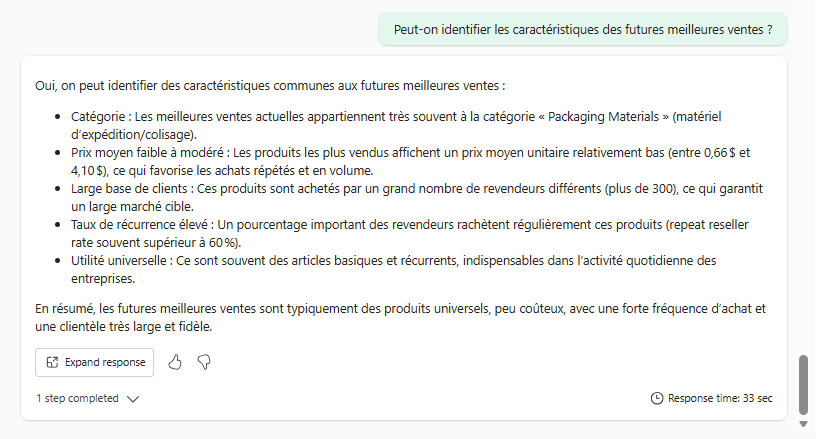 Peut-on identifier les caractéristiques des futures meilleures ventes ?
Oui, on peut identifier des caractéristiques communes aux futures meilleures ventes :
• Catégorie : Les meilleures ventes actuelles appartiennent très souvent à la catégorie « Packaging Materials » (matériel
d’expédition/colisage).
• Prix moyen faible à modéré : Les produits les plus vendus affichent un prix moyen unitaire relativement bas (entre 0,66 $ et
4,10 $), ce qui favorise les achats répétés et en volume.
• Large base de clients : Ces produits sont achetés par un grand nombre de revendeurs différents (plus de 300), ce qui garantit
un large marché cible.
• Taux de récurrence élevé : Un pourcentage important des revendeurs rachètent régulièrement ces produits (repeat reseller
rate souvent supérieur à 60 %).
• Utilité universelle : Ce sont souvent des articles basiques et récurrents, indispensables dans l’activité quotidienne des
entreprises.
En résumé, les futures meilleures ventes sont typiquement des produits universels, peu coûteux, avec une forte fréquence d’achat et
une clientèle très large et fidèle.
Expand response
1 step completed
Response time: 33 sec